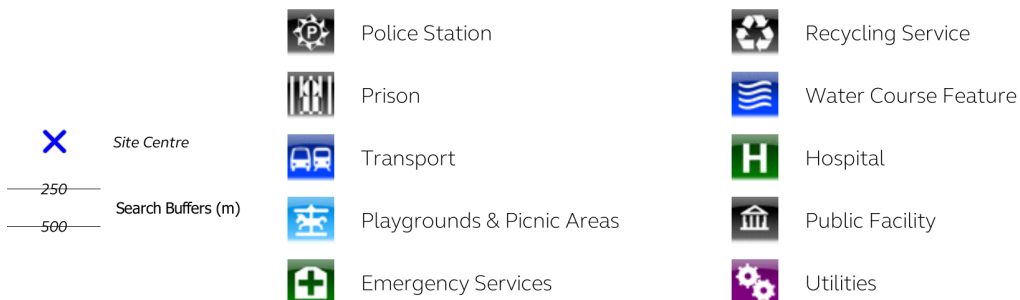 Site Centre
250
Search Buffers (m)
500
P
Police Station
Prison
Transport
Playgrounds & Picnic Areas
Emergency Services
Recycling Service
Water Course Feature
H
Hospital
Public Facility
Utilities